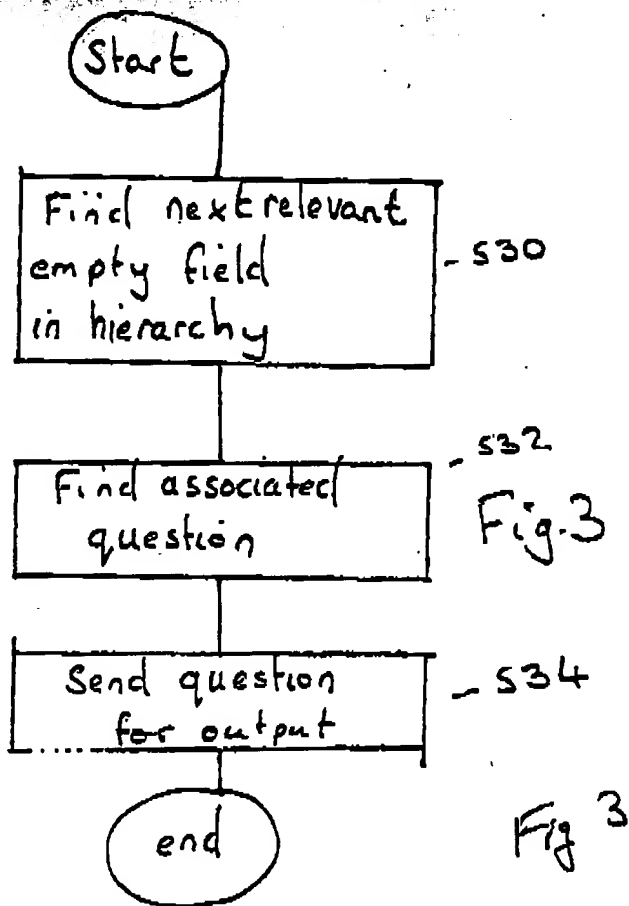 Start
Find next relevant
empty field
in hierarchy
- S30
- S32
Find associated
question
Fig.3
Send question
for output
- S34
end
Fig 3